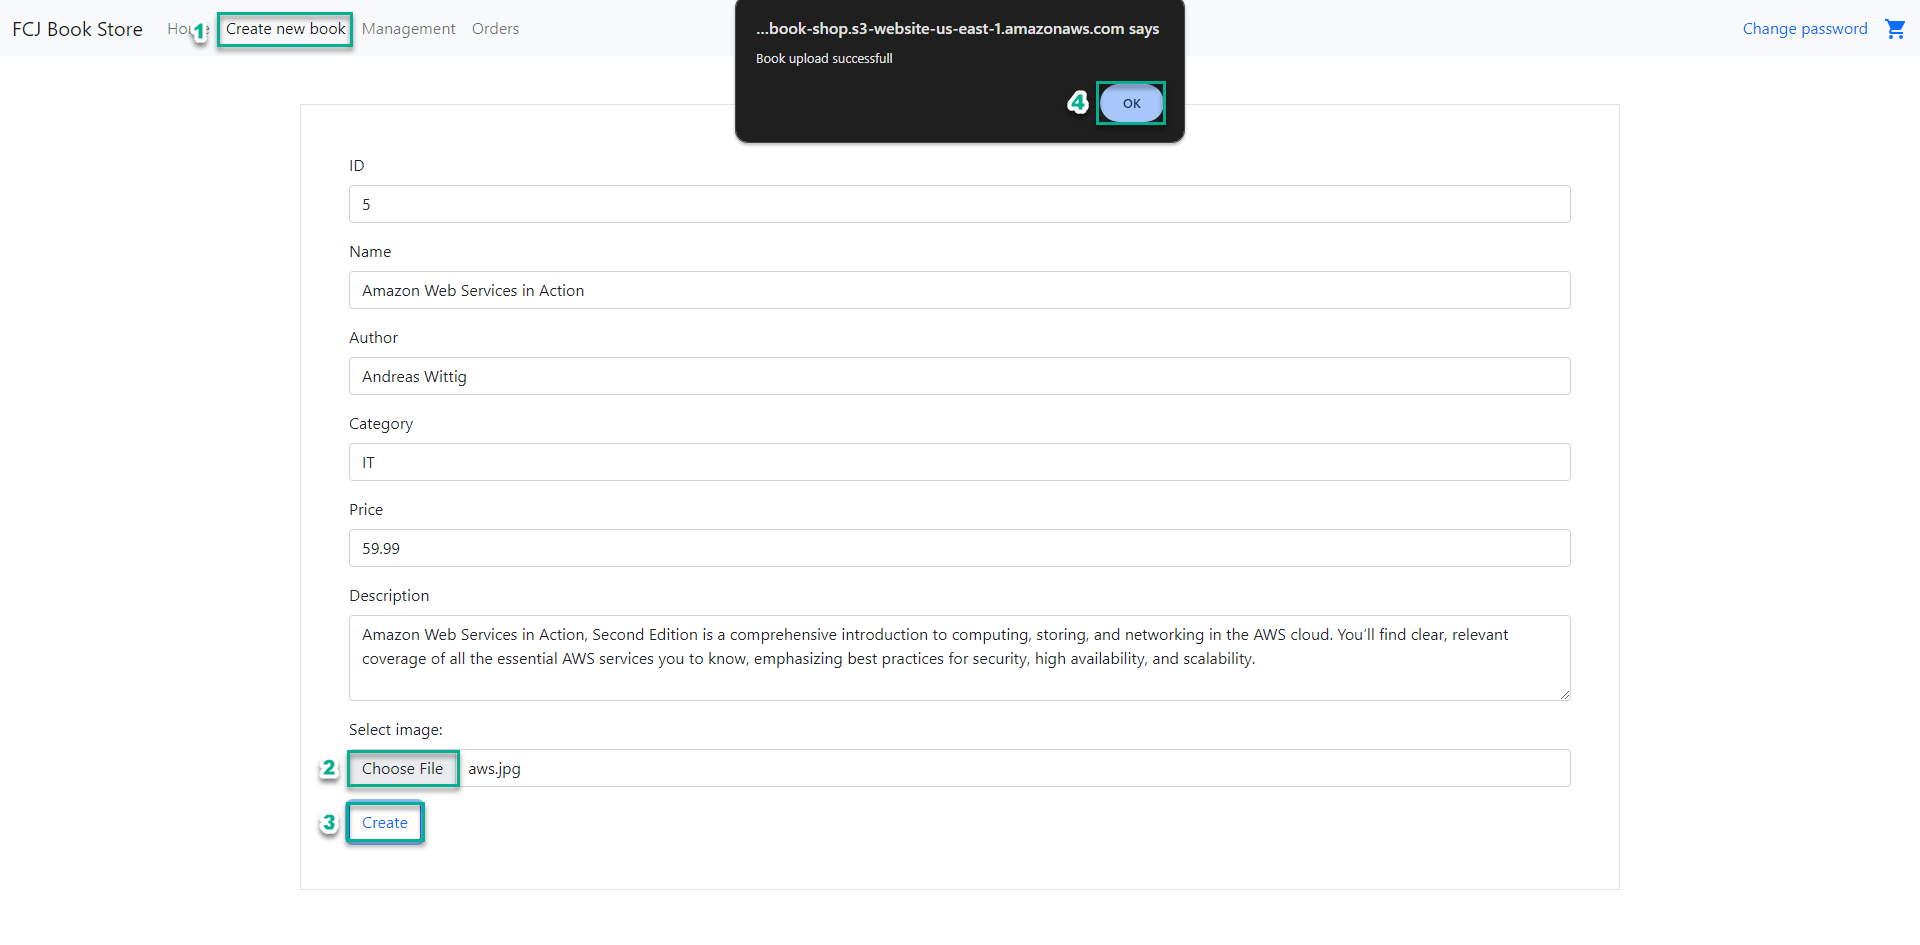 FCJ Book Store
1
Create new book
Management
Orders
Change password
...book-shop.s3-website-us-east-1.amazonaws.com says
Book upload successfull
4
OK
ID
5
Name
Amazon Web Services in Action
Author
Andreas Wittig
Category
IT
Price
59.99
Description
Amazon Web Services in Action, Second Edition is a comprehensive introduction to computing, storing, and networking in the AWS cloud. You’ll find clear, relevant
coverage of all the essential AWS services you to know, emphasizing best practices for security, high availability, and scalability.
Select image:
2
Choose File
aws.jpg
3
Create